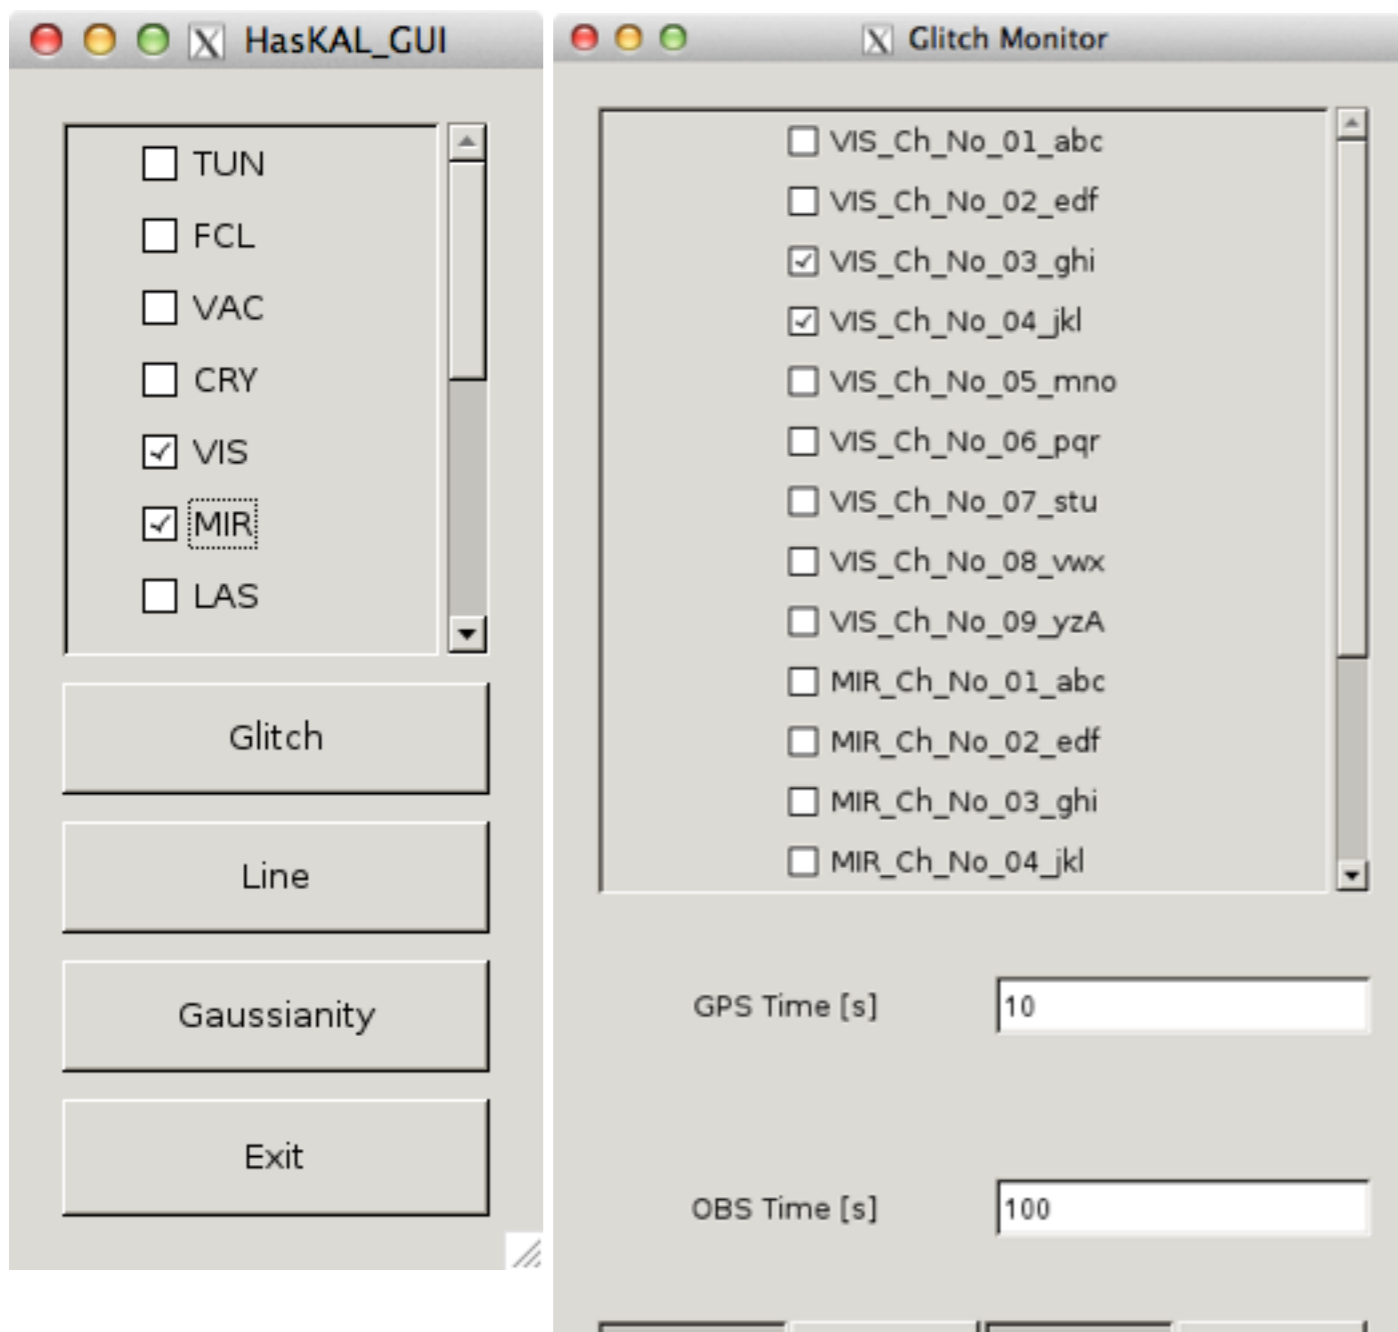 HasKAL_GUI
TUN
FCL
VAC
CRY
VIS
MIR
LAS
Glitch
Line
Gaussianity
Exit
Glitch Monitor
VIS_Ch_No_01_abc
VIS_Ch_No_02_edf
VIS_Ch_No_03_ghi
VIS_Ch_No_04_jkl
VIS_Ch_No_05_mno
VIS_Ch_No_06_pqr
VIS_Ch_No_07_stu
VIS_Ch_No_08_vwx
VIS_Ch_No_09_yzA
MIR_Ch_No_01_abc
MIR_Ch_No_02_edf
MIR_Ch_No_03_ghi
MIR_Ch_No_04_jkl
GPS Time [s] 10
OBS Time [s] 100